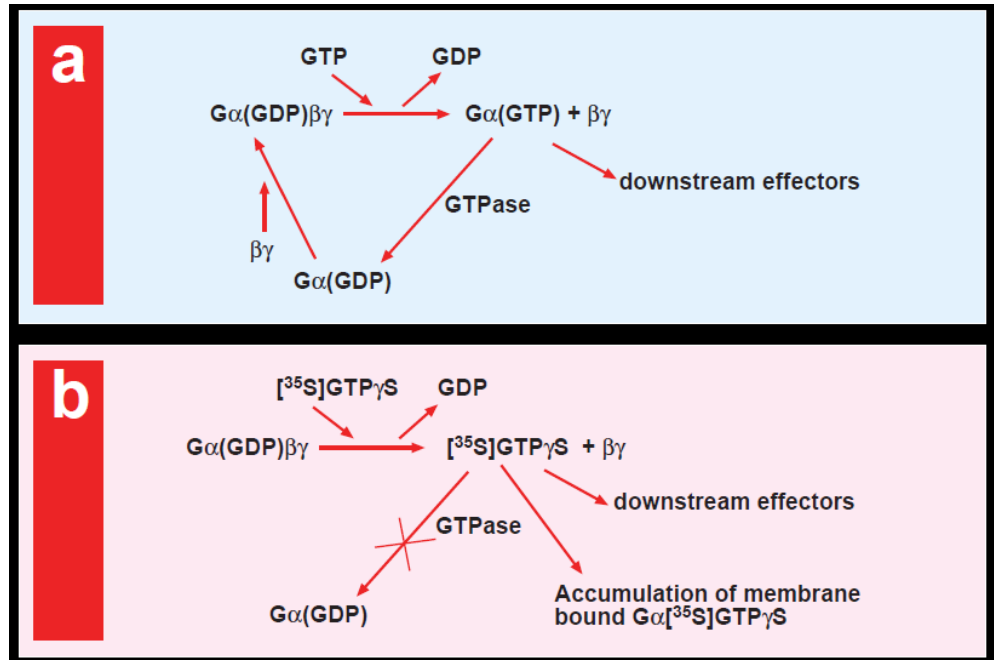 a
GTP GDP
Gα(GDP)βγ Gα(GTP) + βγ
downstream effectors
GTPase
βγ
Gα(GDP)
b
[³⁵S]GTPγS GDP
Gα(GDP)βγ [³⁵S]GTPγS + βγ
downstream effectors
GTPase
Accumulation of membrane
Gα(GDP) bound Gα[³⁵S]GTPγS